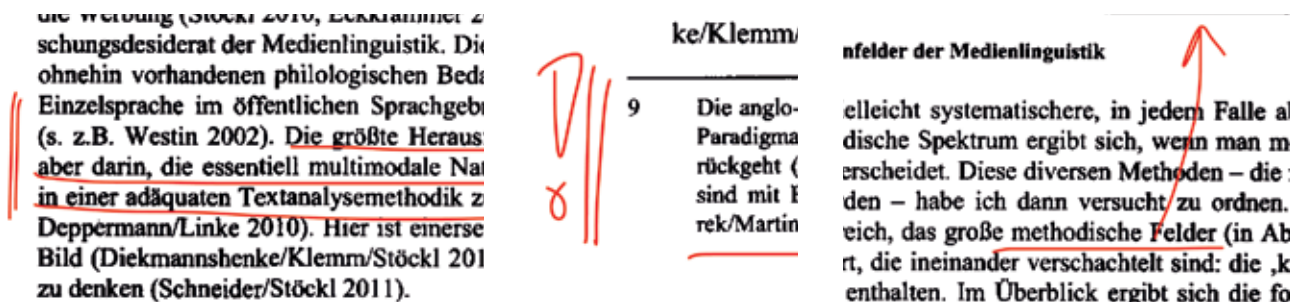 die Werbung (Stöckl 2010, Eckkrammer 2
schungsdesiderat der Medienlinguistik. Die
ohnehin vorhandenen philologischen Beda
Einzelsprache im öffentlichen Sprachgebr
(s. z.B. Westin 2002). Die größte Heraus
aber darin, die essentiell multimodale Nat
in einer adäquaten Textanalysemethodik z
Deppermann/Linke 2010). Hier ist einerse
Bild (Diekmannshenke/Klemm/Stöckl 201
zu denken (Schneider/Stöckl 2011).
ke/Klemm/
9 Die anglo-
Paradigma
rückgeht (
sind mit
rek/Martin
nfelder der Medienlinguistik
elleicht systematischere, in jedem Falle al
dische Spektrum ergibt sich, wenn man m
erscheidet. Diese diversen Methoden – die
den – habe ich dann versucht zu ordnen.
eich, das große methodische Felder (in Ab
rt, die ineinander verschachtelt sind: die ‚k
enthalten. Im Überblick ergibt sich die fo